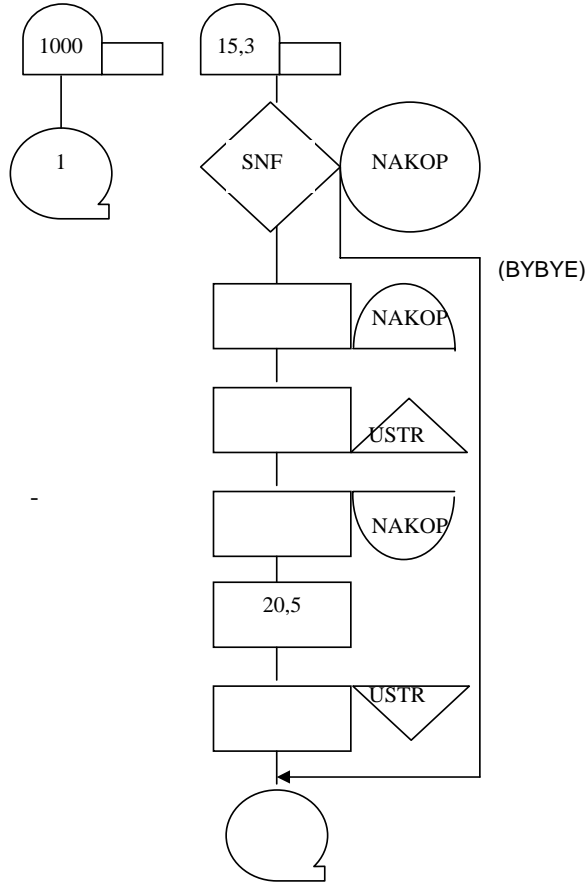 1000
15,3
1
SNF
NAKOP
(BYBYE)
NAKOP
USTR
-
NAKOP
20,5
USTR